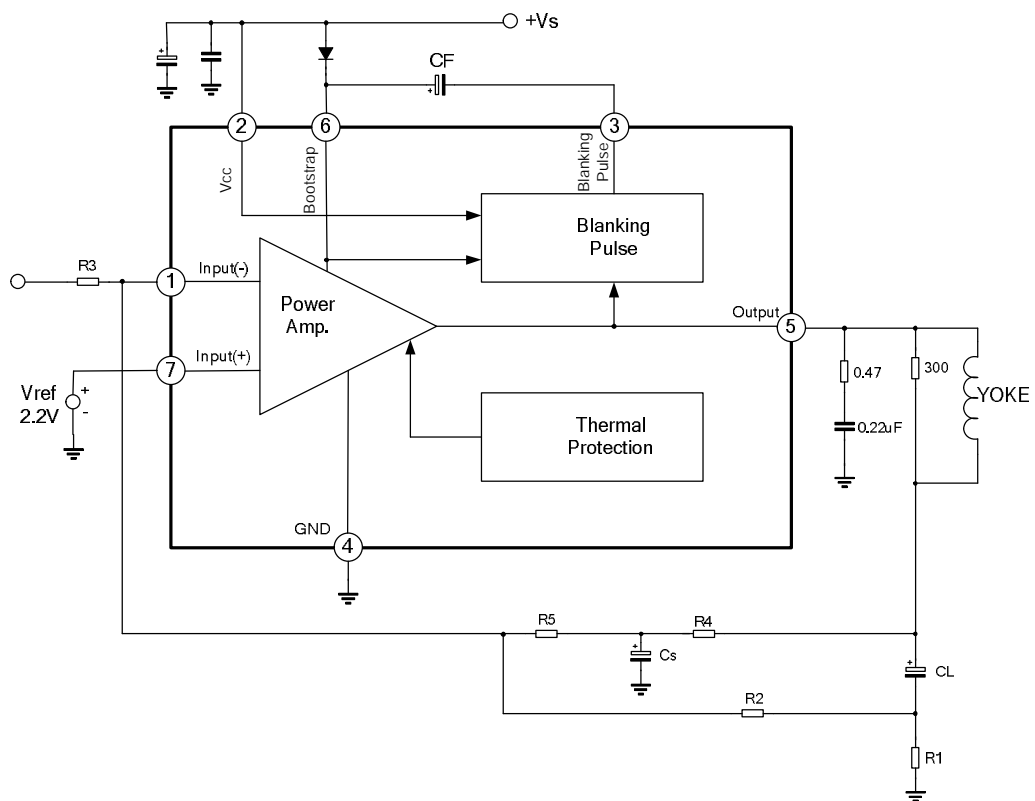 +Vs
CF
2
6
3
Vcc
Bootstrap
Blanking
Pulse
Blanking
Pulse
R3
1
Input(-)
Power
Amp.
Output
5
7
Input(+)
Vref
2.2V
+
-
0.47
300
YOKE
0.22uF
Thermal
Protection
GND
4
R5
R4
Cs
CL
R2
R1